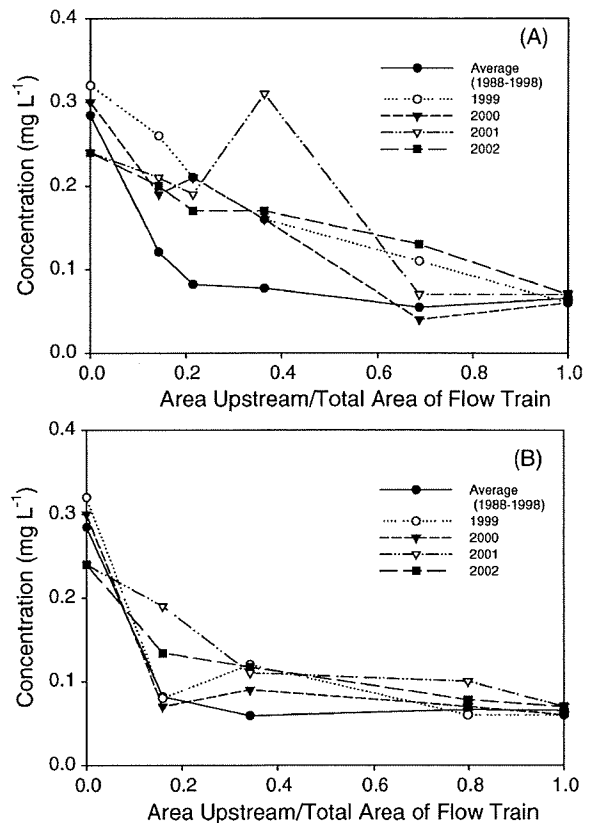 (A)
0.4
0.3
0.2
0.1
0.0
Concentration (mg L⁻¹)
Average
(1988-1998)
1999
2000
2001
2002
0.0 0.2 0.4 0.6 0.8 1.0
Area Upstream/Total Area of Flow Train
(B)
0.4
0.3
0.2
0.1
0.0
Concentration (mg L⁻¹)
Average
(1988-1998)
1999
2000
2001
2002
0.0 0.2 0.4 0.6 0.8 1.0
Area Upstream/Total Area of Flow Train